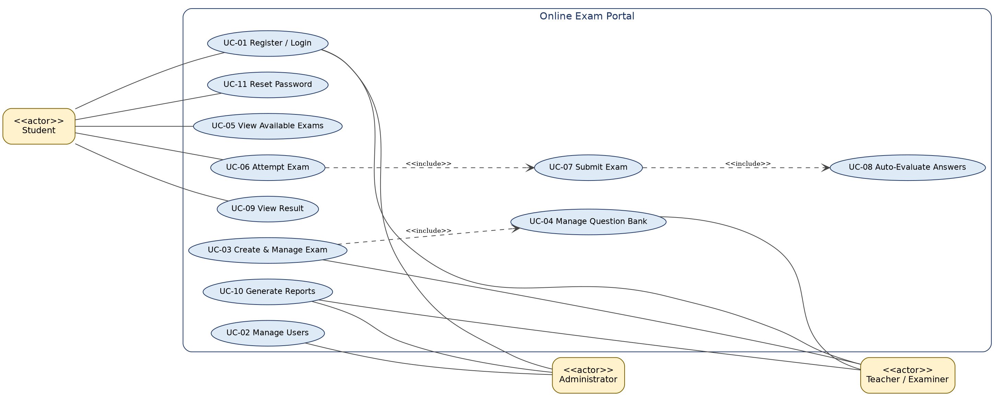 Online Exam Portal
UC-01 Register / Login
UC-11 Reset Password
<<actor>>
Student
UC-05 View Available Exams
UC-06 Attempt Exam
<<include>>
UC-07 Submit Exam
<<include>>
UC-08 Auto-Evaluate Answers
UC-09 View Result
UC-04 Manage Question Bank
<<include>>
UC-03 Create & Manage Exam
UC-10 Generate Reports
UC-02 Manage Users
<<actor>>
Administrator
<<actor>>
Teacher / Examiner